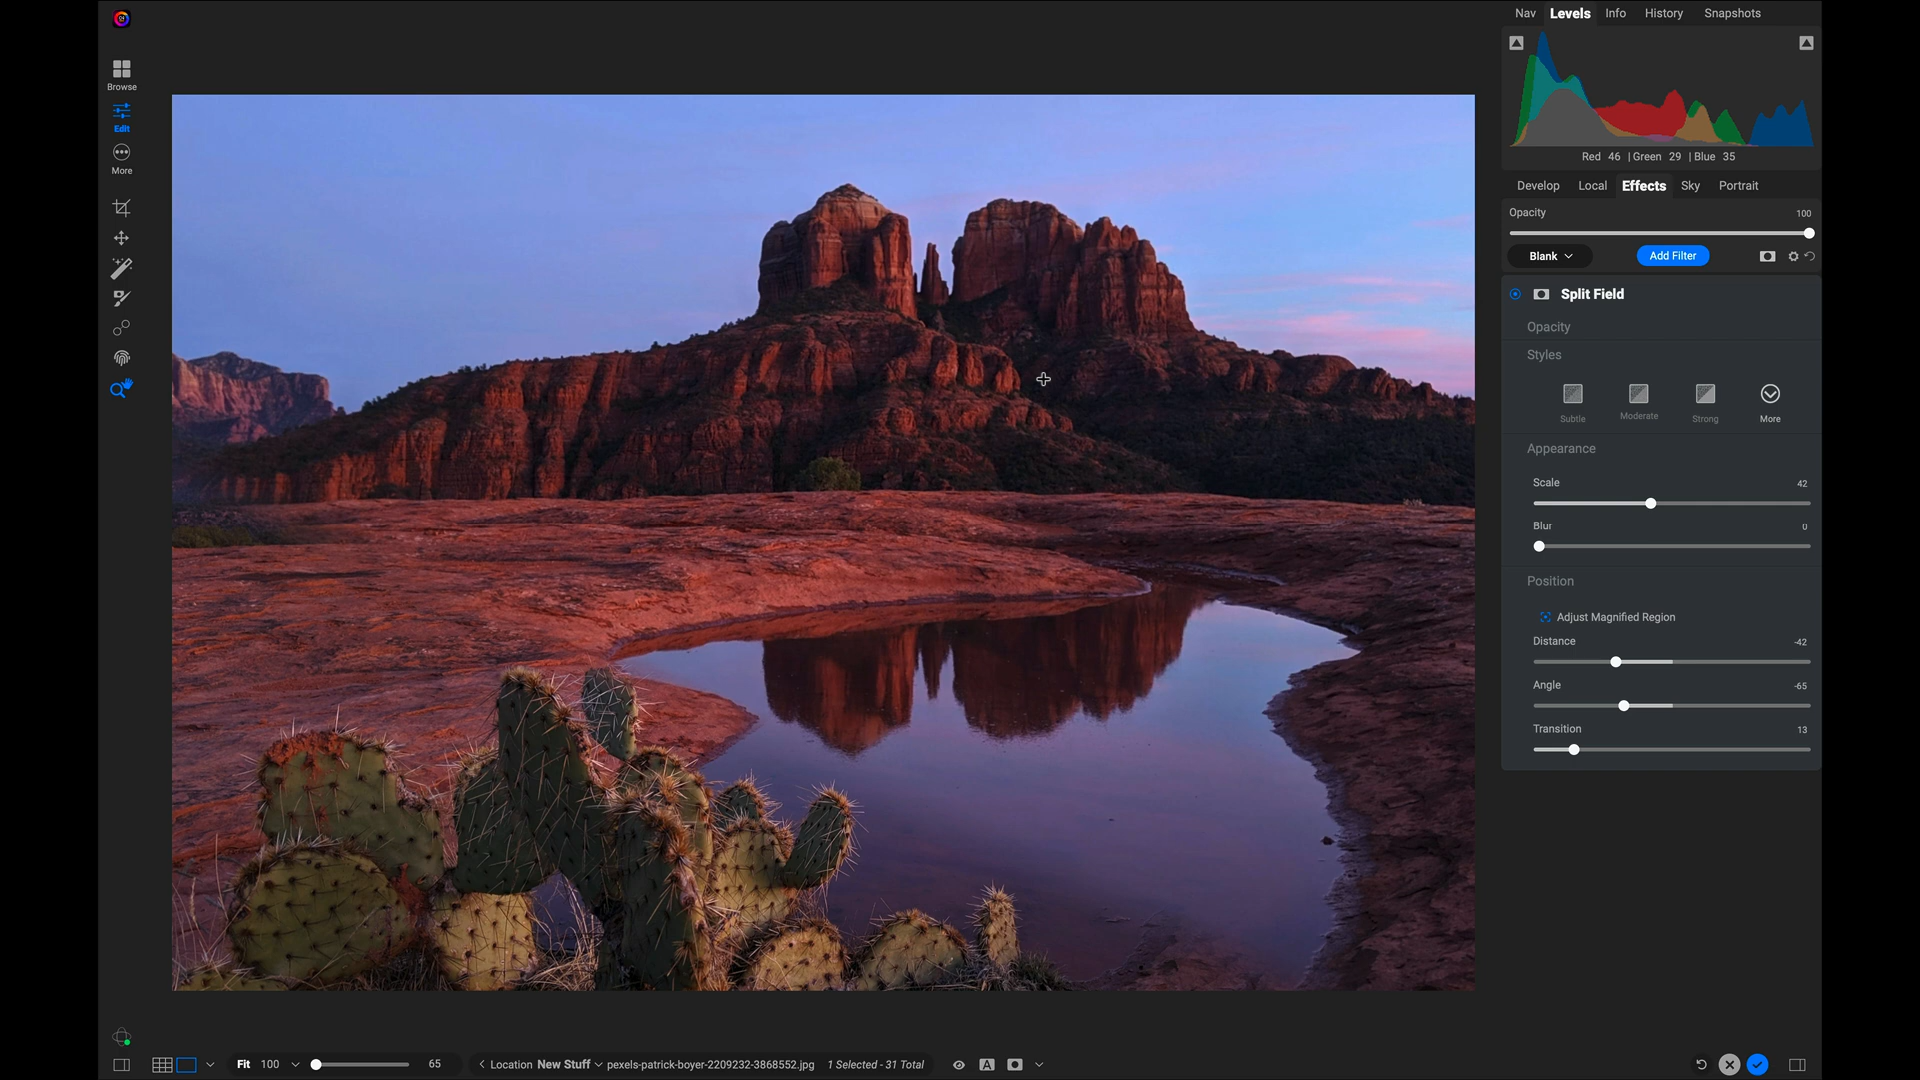 Nav Levels Info History Snapshots
Browse
Edit
More
Red 46 | Green 29 | Blue 35
Develop Local Effects Sky Portrait
Opacity 100
Blank Add Filter
Split Field
Opacity
Styles
Subtle Moderate Strong More
Appearance
Scale 42
Blur 0
Position
Adjust Magnified Region
Distance -42
Angle -65
Transition 13
Fit 100 65 Location New Stuff pexels-patrick-boyer-2209232-3868552.jpg 1 Selected - 31 Total A